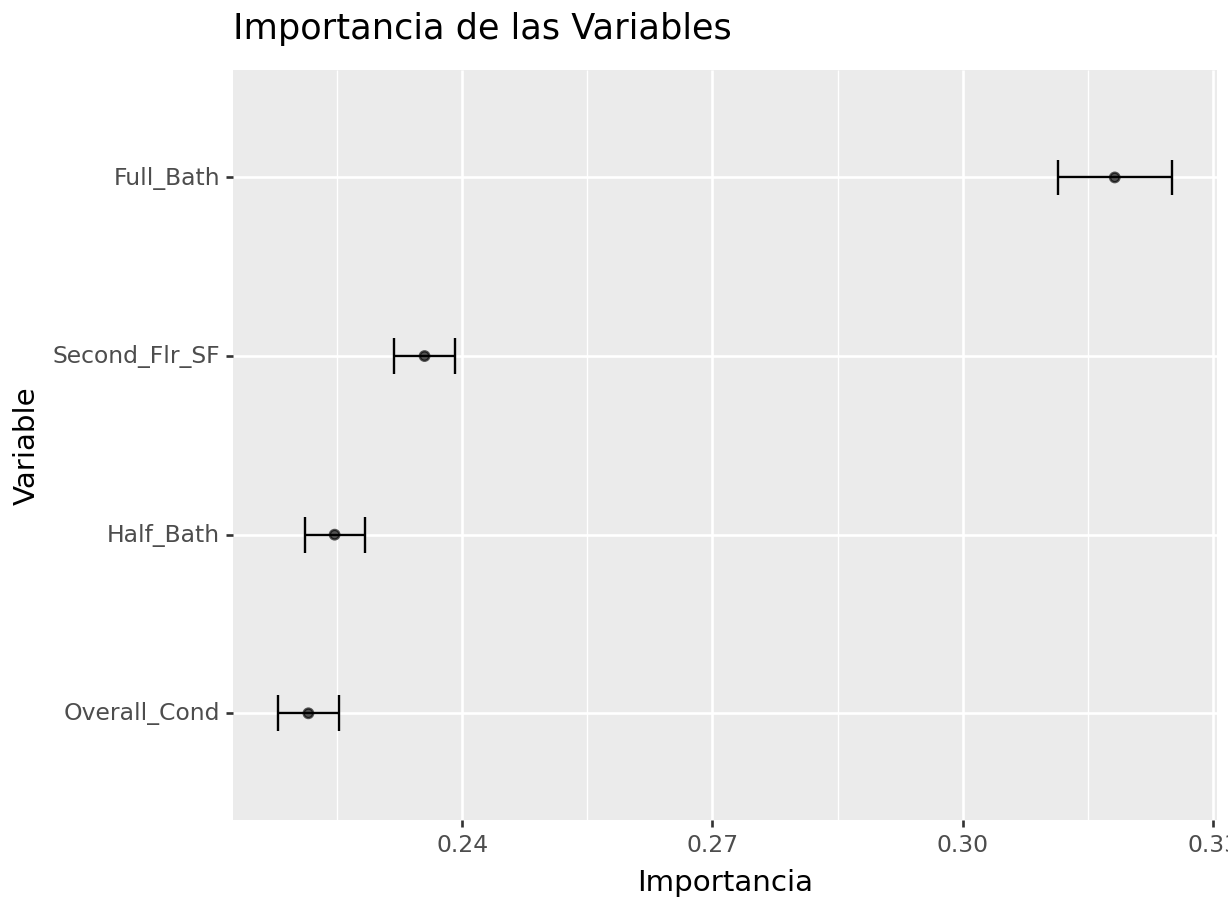 Importancia de las Variables
Full_Bath
Second_Flr_SF
Half_Bath
Overall_Cond
Variable
0.24 0.27 0.30
Importancia